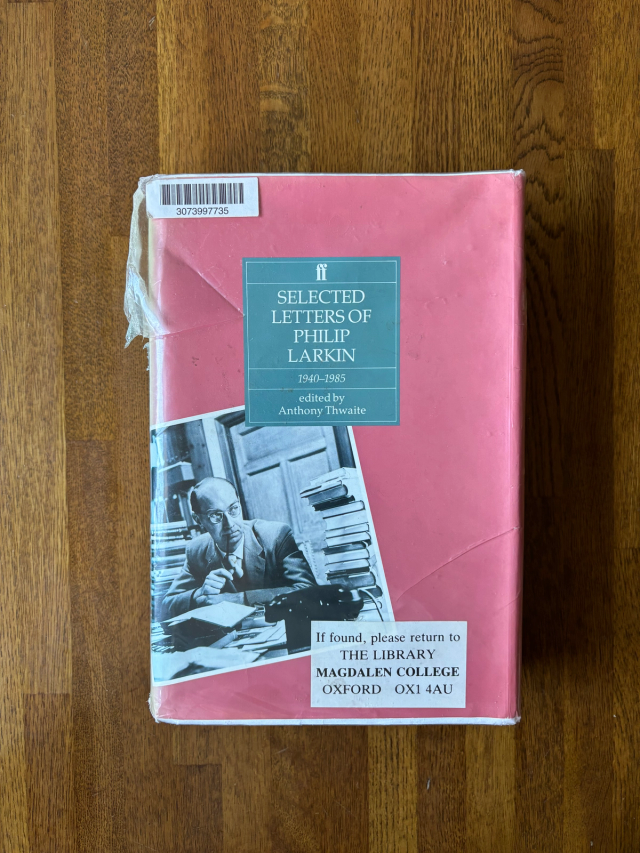 3073997735
ff
SELECTED
LETTERS OF
PHILIP
LARKIN
1940–1985
edited by
Anthony Thwaite
If found, please return to
THE LIBRARY
MAGDALEN COLLEGE
OXFORD OX1 4AU